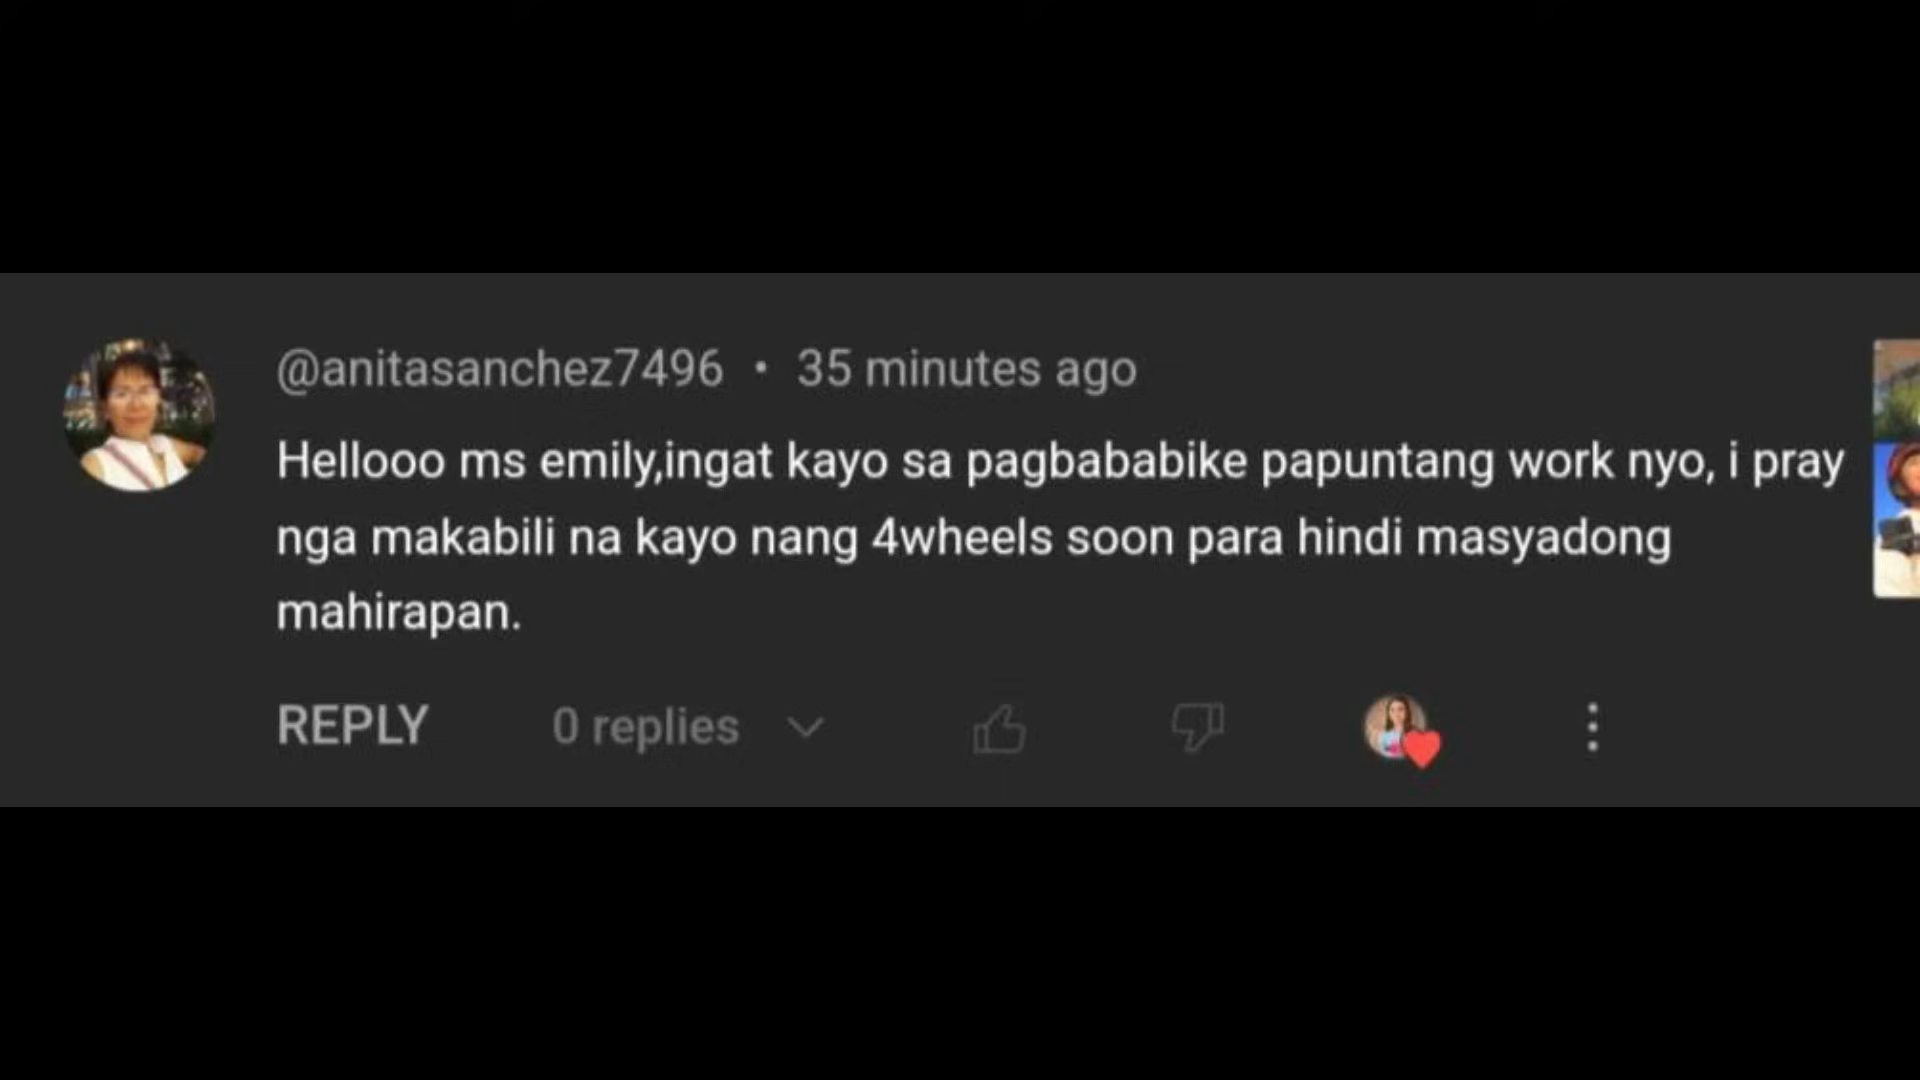 @anitasanchez7496 • 35 minutes ago
Hellooo ms emily,ingat kayo sa pagbababike papuntang work nyo, i pray
nga makabili na kayo nang 4wheels soon para hindi masyadong
mahirapan.
REPLY 0 replies